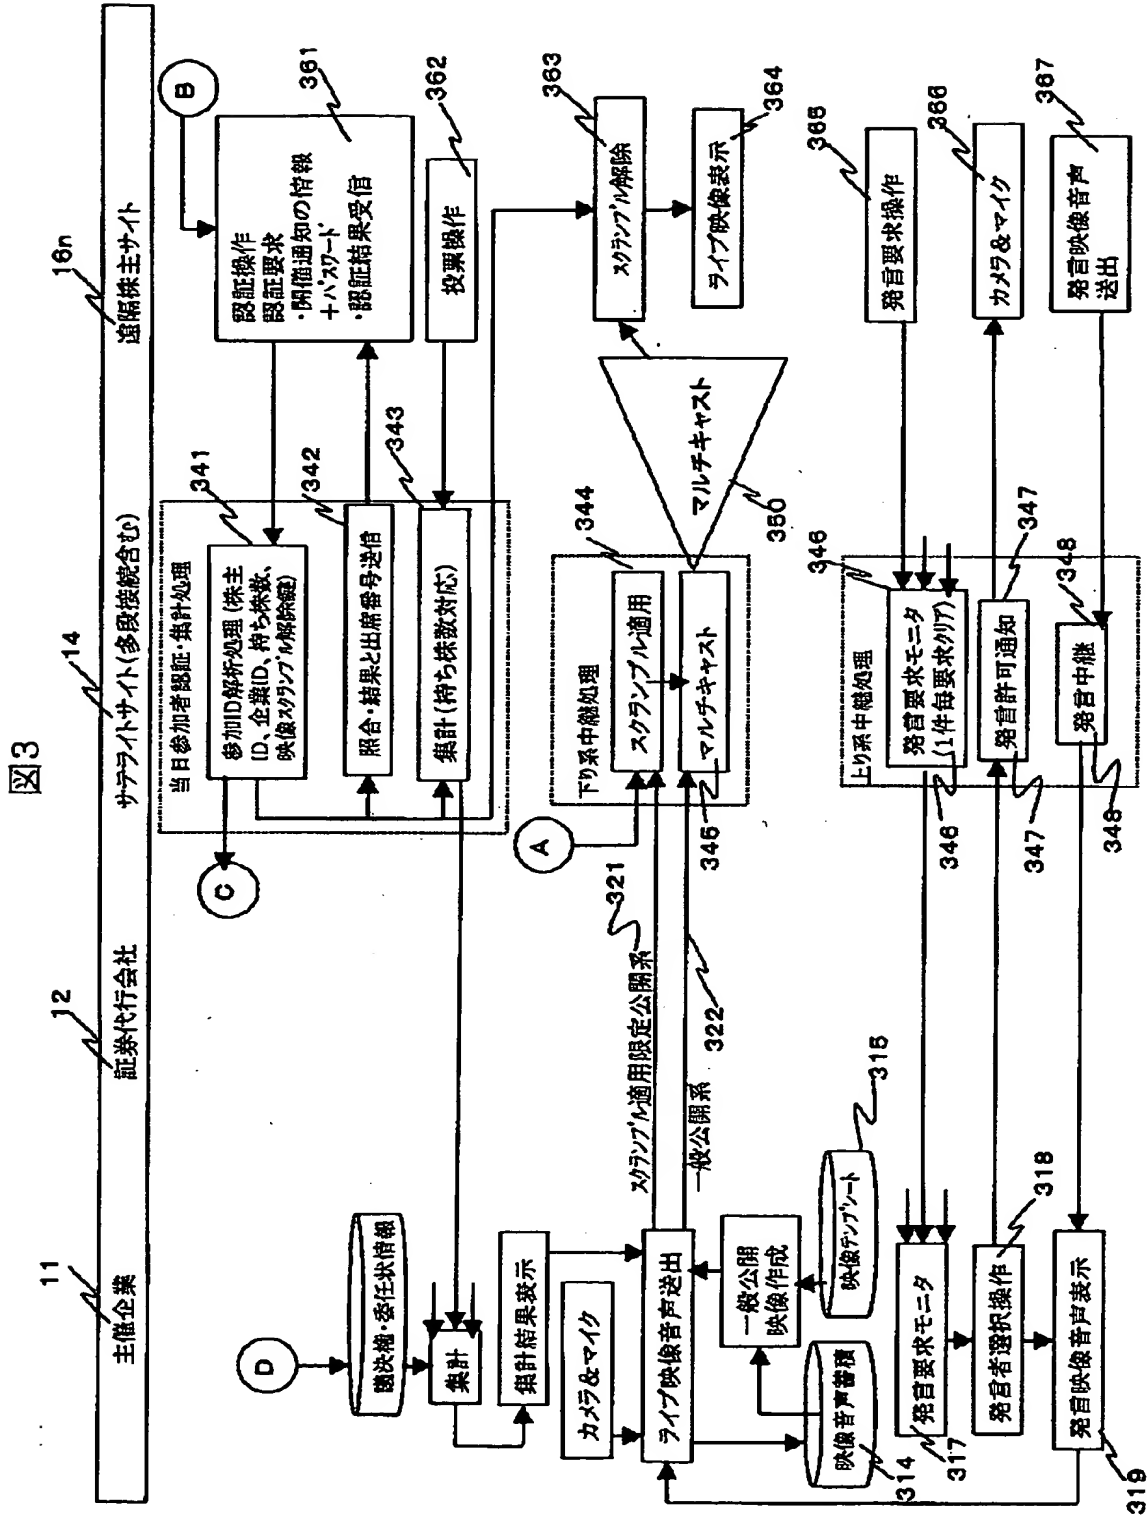 図3
11
12
14
16n
主催企業
証券代行会社
サテライトサイト(多段接続含む)
遠隔株主サイト
D
議決権・委任状情報
集計
集計結果表示
カメラ&マイク
ライブ映像音声送出
一般公開
映像作成
映像音声蓄積
314
映像テンプシート
315
発言要求モニタ
317
発言者選択操作
318
発言映像音声表示
319
スクランブル適用限定公開系
321
一般公開系
322
C
当日参加者認証・集計処理
参加ID解析処理(株主
ID、企業ID、持ち株数、
映像スクランブル解除錠)
341
照合・結果と出席番号送信
342
集計(持ち株数対応)
343
A
下り系中継処理
スクランブル適用
344
マルチキャスト
345
マルチキャスト
350
上り系中継処理
発言要求モニタ
(1件毎要求クリア)
346
346
発言許可通知
347
347
発言中継
348
348
B
認証操作
認証要求
・開催通知の情報
+パスワード
・認証結果受信
361
投票操作
362
スクランブル解除
363
ライブ映像表示
364
発言要求操作
365
カメラ&マイク
366
発言映像音声
送出
367